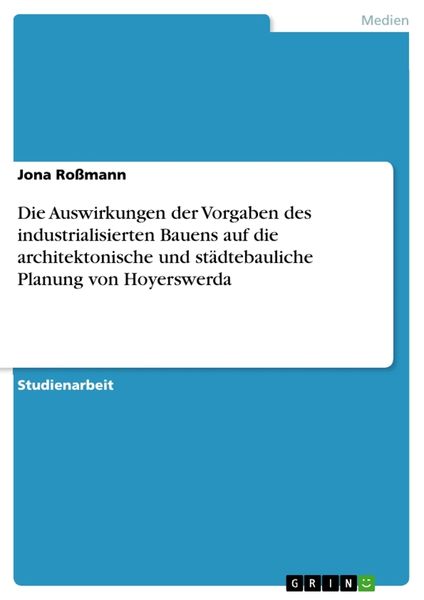 Medien
Jona Roßmann
Die Auswirkungen der Vorgaben des
industrialisierten Bauens auf die
architektonische und städtebauliche
Planung von Hoyerswerda
Studienarbeit
GRIN